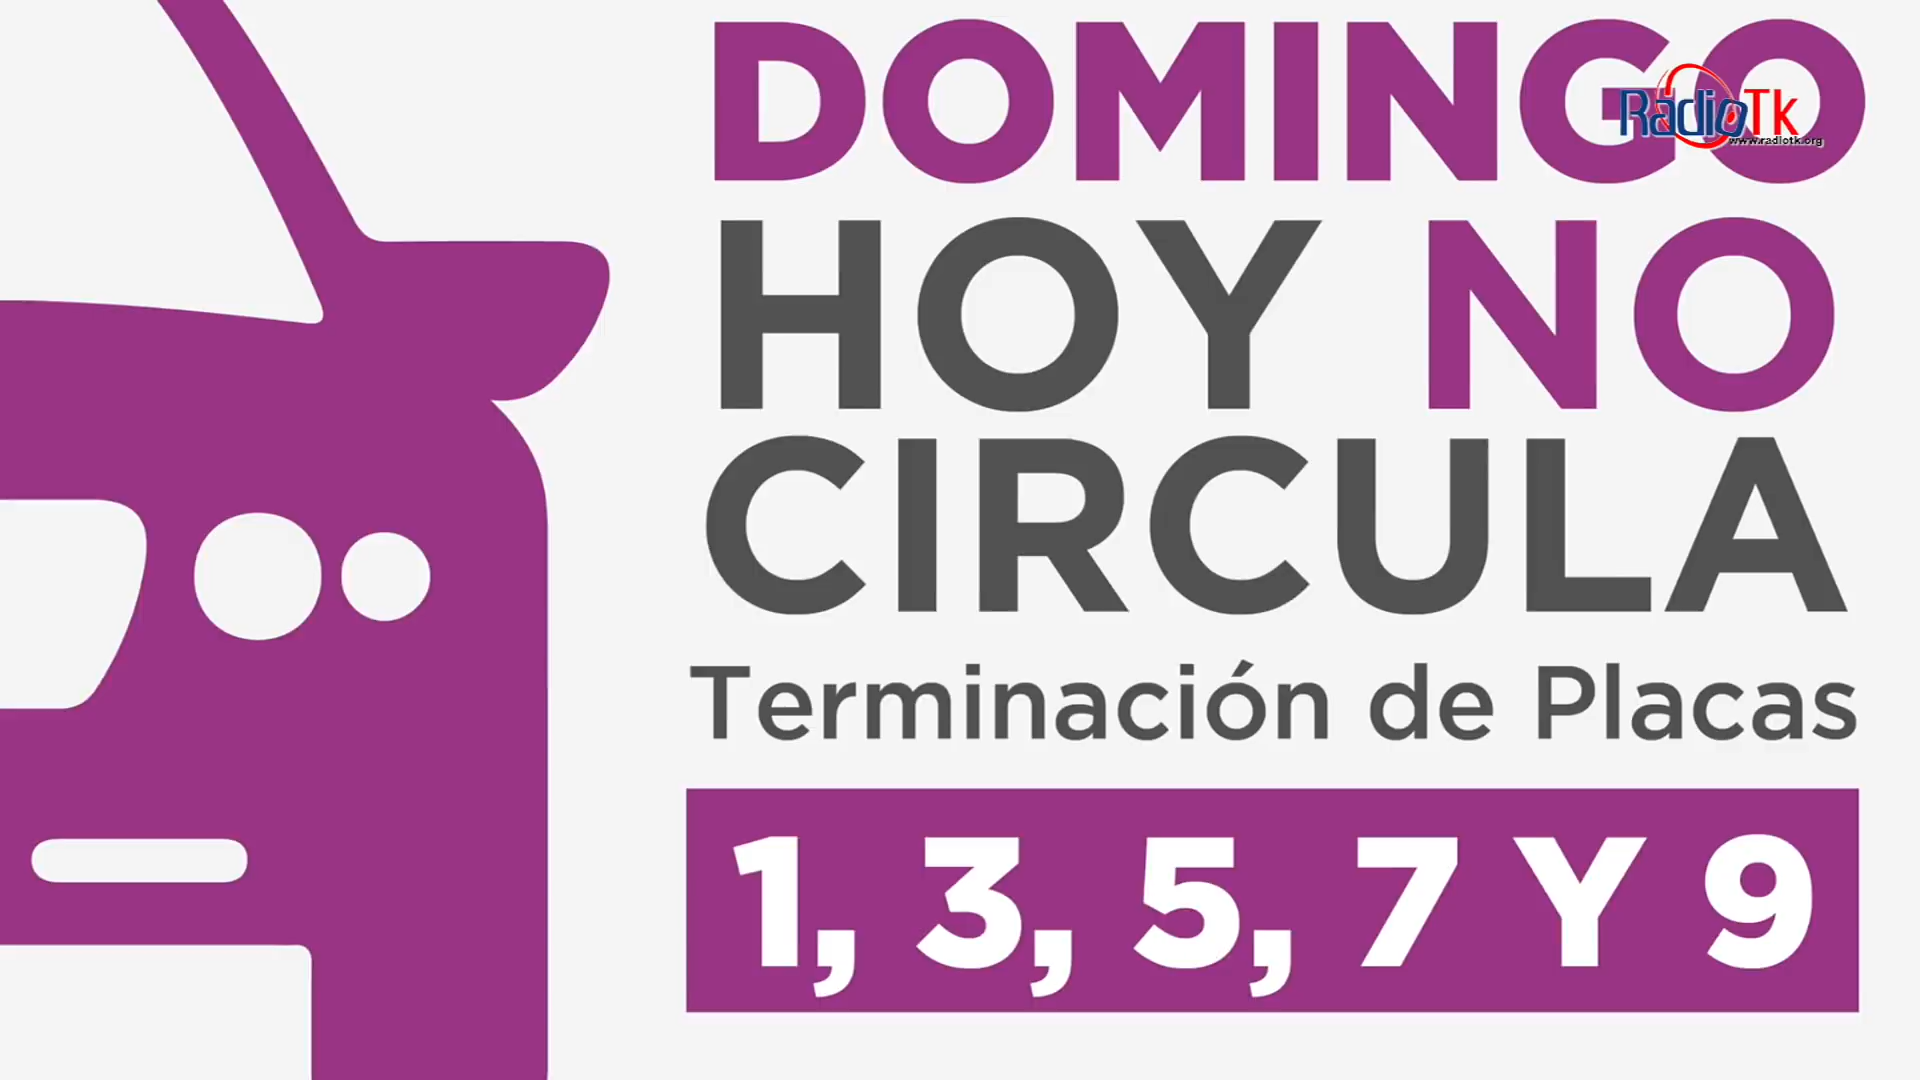 DOMINGO
RadioTk
www.radiotk.org
HOY NO
CIRCULA
Terminación de Placas
1, 3, 5, 7 Y 9